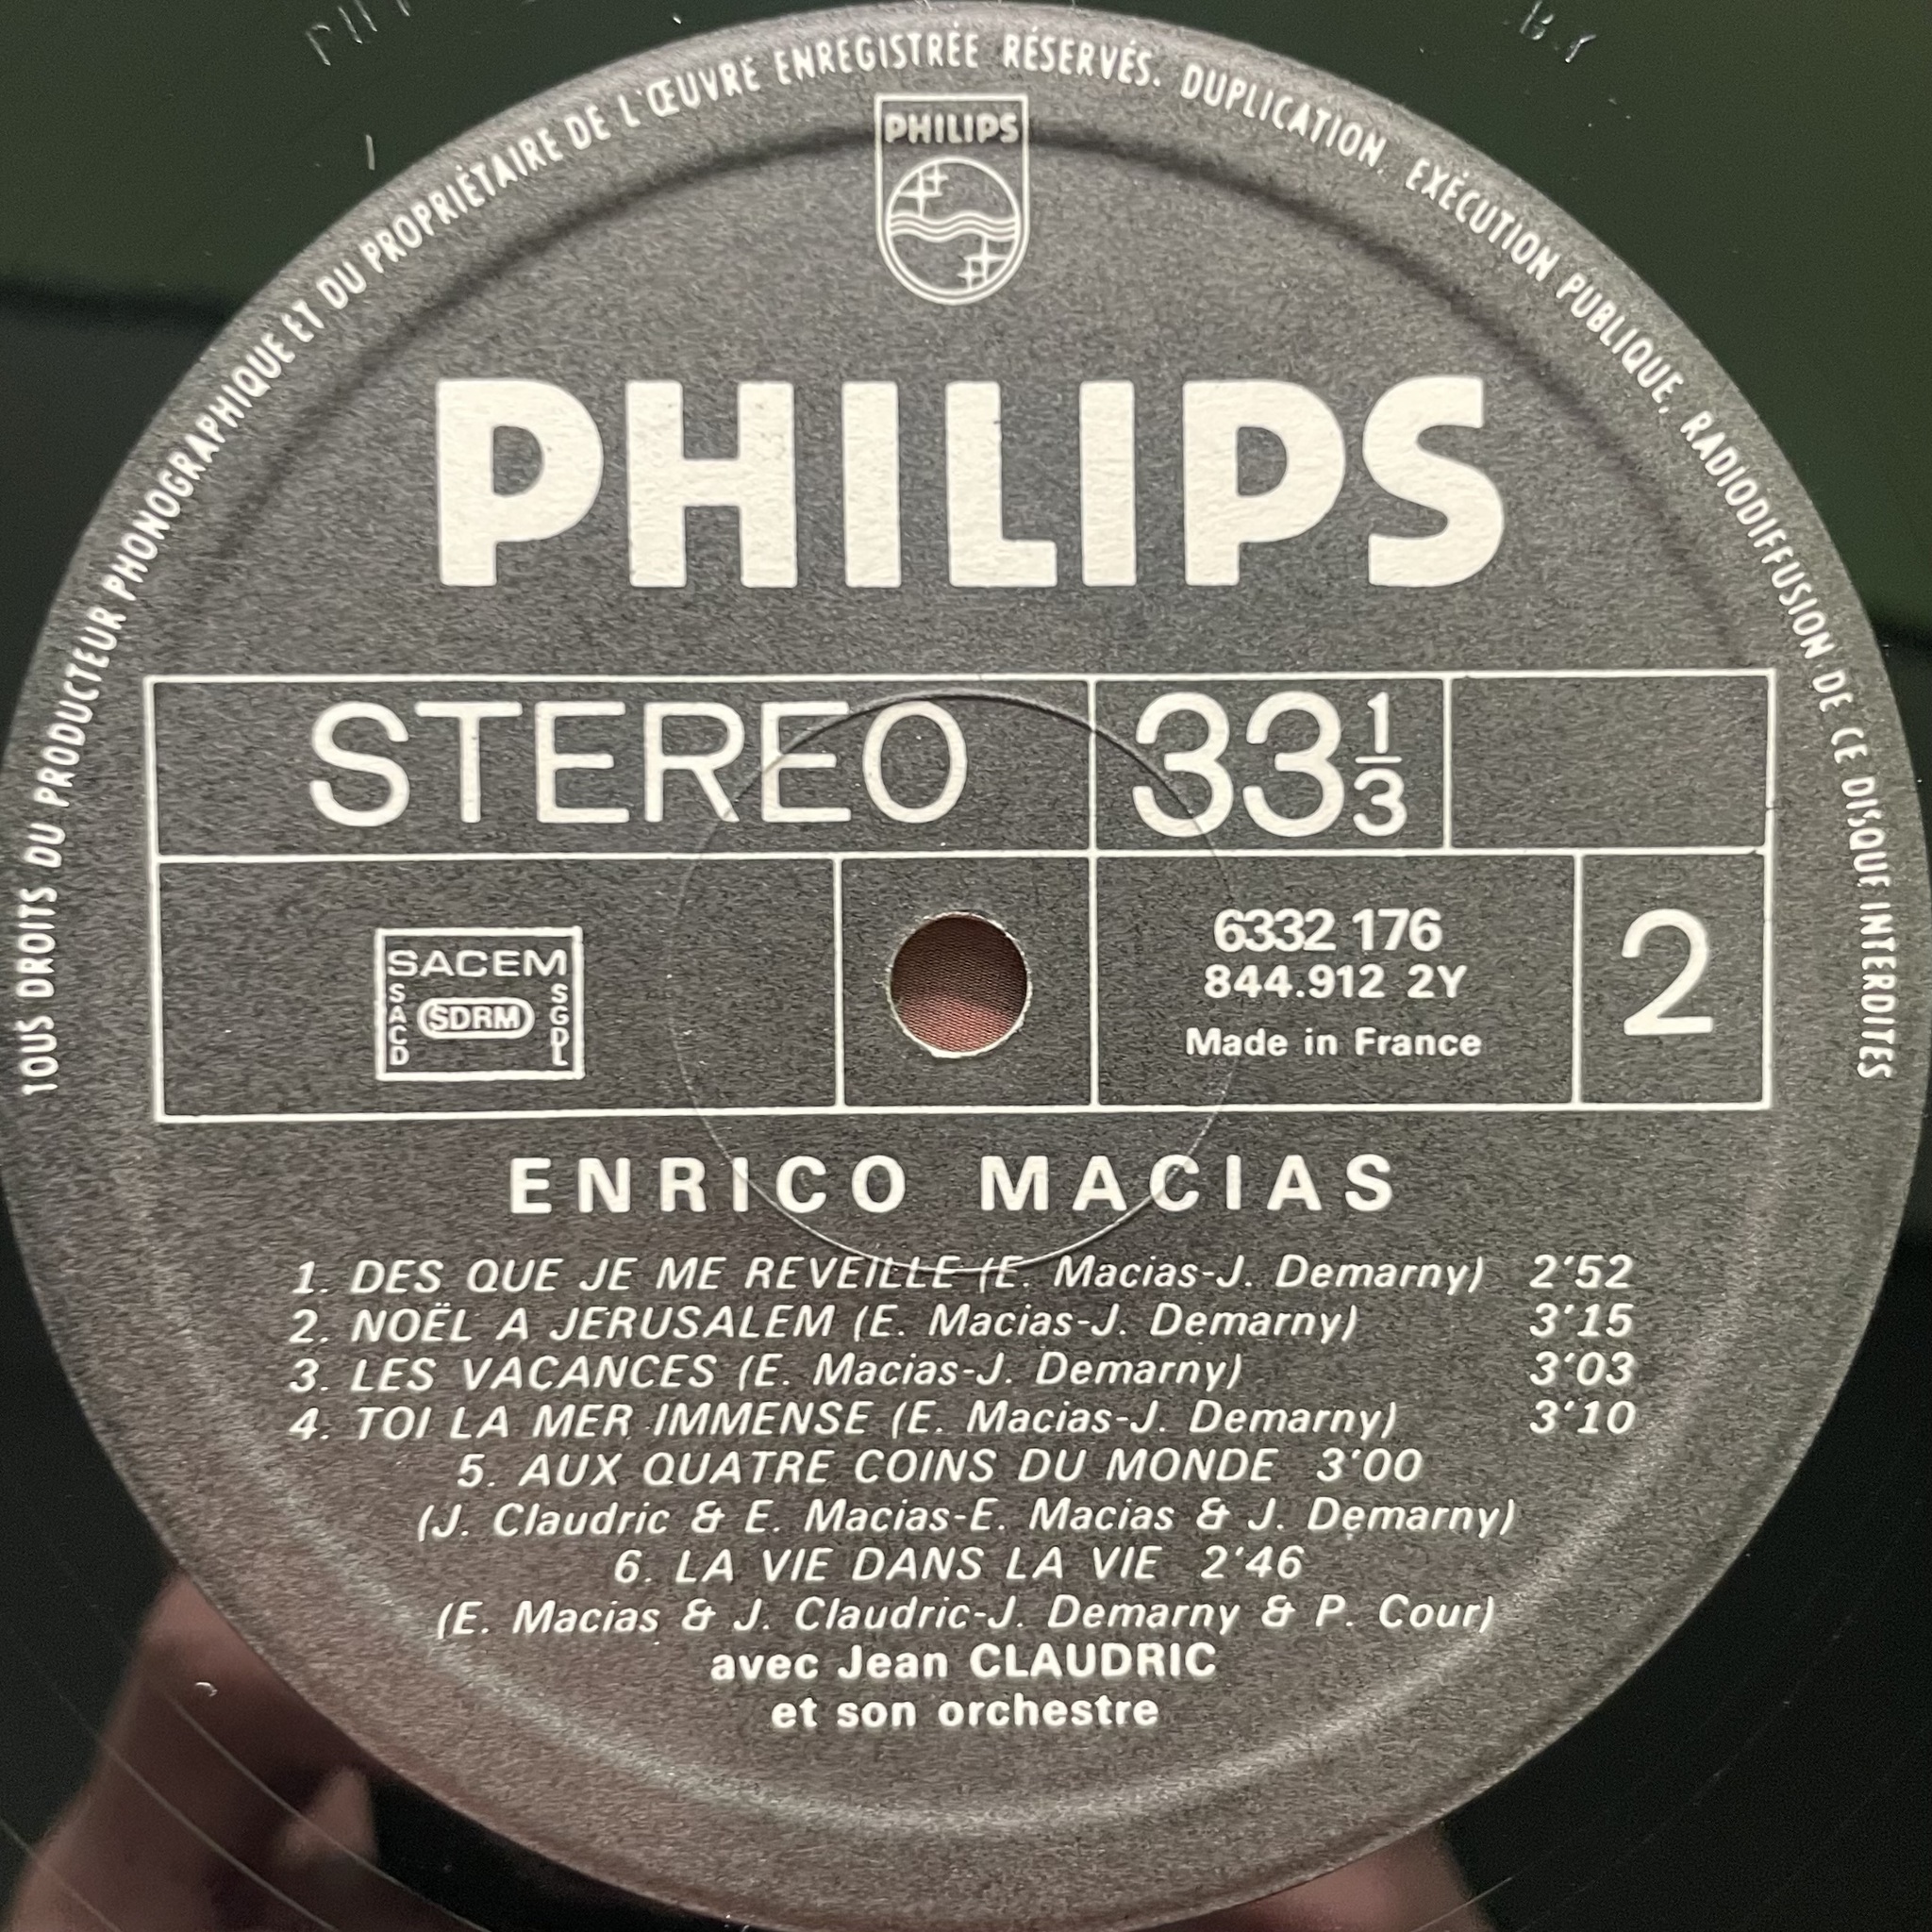 TOUS DROITS DU PRODUCTEUR PHONOGRAPHIQUE ET DU PROPRIÉTAIRE DE L'ŒUVRE ENREGISTRÉE RÉSERVÉS. DUPLICATION. EXÉCUTION PUBLIQUE, RADIODIFFUSION DE CE DISQUE INTERDITES
PHILIPS
PHILIPS
STEREO 33 1/3
SACEM
SACD SDRM SGDL
6332 176
844.912 2Y
Made in France
2
ENRICO MACIAS
1. DES QUE JE ME REVEILLE (E. Macias-J. Demarny) 2'52
2. NOËL A JERUSALEM (E. Macias-J. Demarny) 3'15
3. LES VACANCES (E. Macias-J. Demarny) 3'03
4. TOI LA MER IMMENSE (E. Macias-J. Demarny) 3'10
5. AUX QUATRE COINS DU MONDE 3'00
(J. Claudric & E. Macias-E. Macias & J. Demarny)
6. LA VIE DANS LA VIE 2'46
(E. Macias & J. Claudric-J. Demarny & P. Cour)
avec Jean CLAUDRIC
et son orchestre